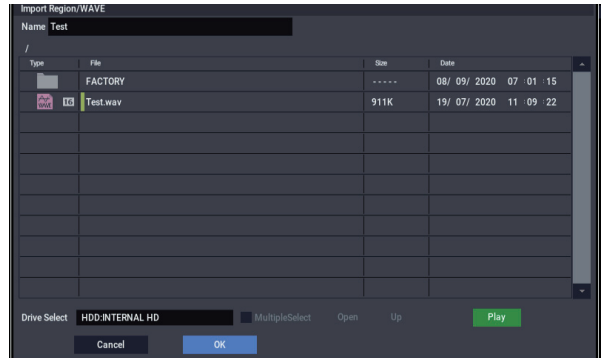 Import Region/WAVE
Name Test
/
Type File Size Date
FACTORY ----- 08/ 09/ 2020 07 :01 :15
WAVE 16 Test.wav 911K 19/ 07/ 2020 11 :09 :22
Drive Select HDD:INTERNAL HD MultipleSelect Open Up Play
Cancel OK